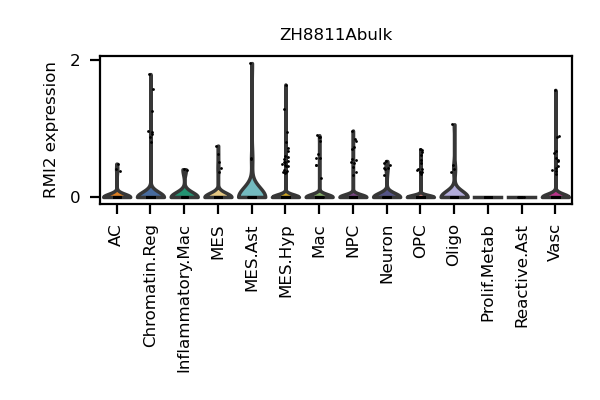 ZH8811Abulk
RMI2 expression
2
0
AC
Chromatin.Reg
Inflammatory.Mac
MES
MES.Ast
MES.Hyp
Mac
NPC
Neuron
OPC
Oligo
Prolif.Metab
Reactive.Ast
Vasc